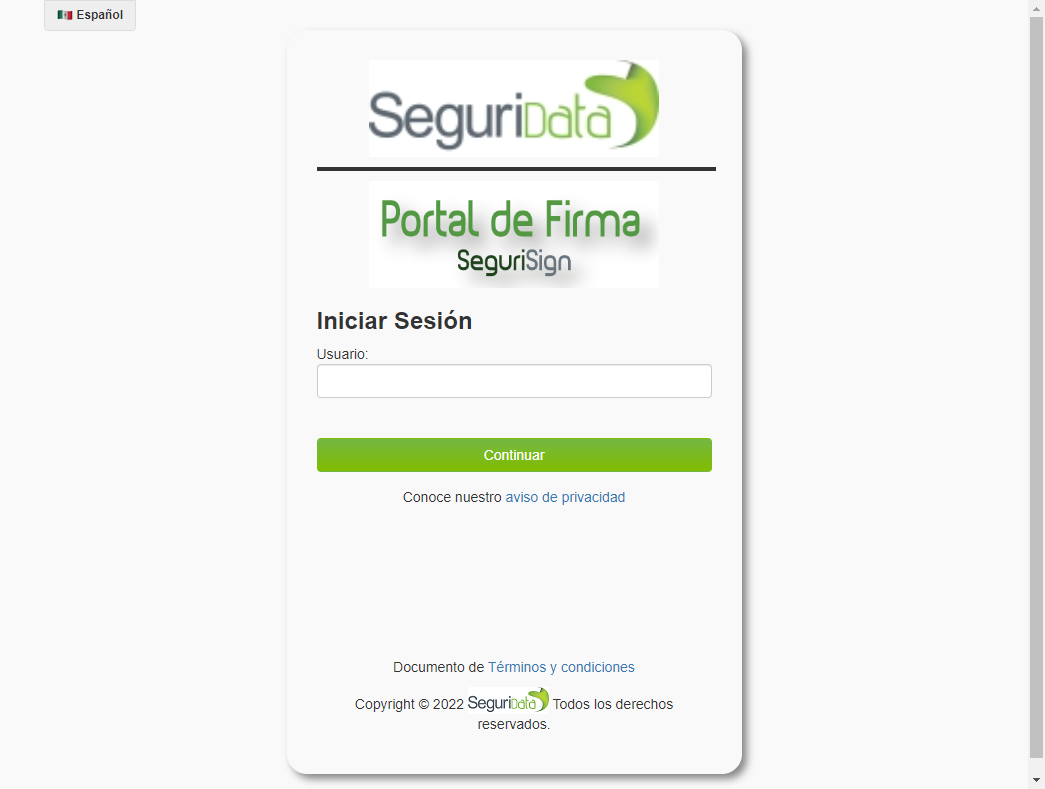 Español
SeguriData
Portal de Firma
SeguriSign
Iniciar Sesión
Usuario:
Continuar
Conoce nuestro aviso de privacidad
Documento de Términos y condiciones
Copyright © 2022 SeguriData Todos los derechos
reservados.